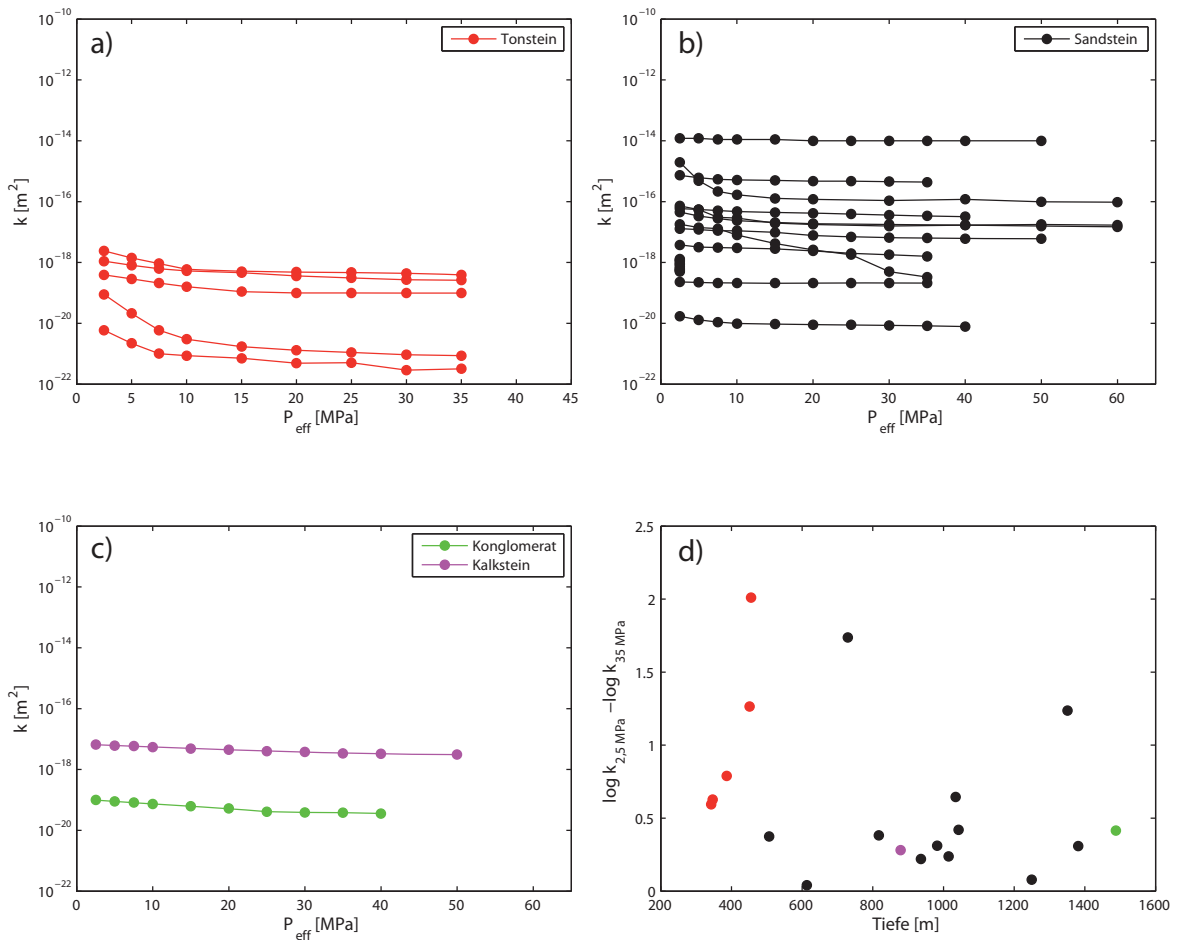 a)
Tonstein
10⁻¹⁰
10⁻¹²
10⁻¹⁴
10⁻¹⁶
10⁻¹⁸
10⁻²⁰
10⁻²²
k [m²]
0 5 10 15 20 25 30 35 40 45
P_eff [MPa]
b)
Sandstein
10⁻¹⁰
10⁻¹²
10⁻¹⁴
10⁻¹⁶
10⁻¹⁸
10⁻²⁰
10⁻²²
k [m²]
0 10 20 30 40 50 60
P_eff [MPa]
c)
Konglomerat
Kalkstein
10⁻¹⁰
10⁻¹²
10⁻¹⁴
10⁻¹⁶
10⁻¹⁸
10⁻²⁰
10⁻²²
k [m²]
0 10 20 30 40 50 60
P_eff [MPa]
d)
2.5
2
1.5
1
0.5
0
log k_2,5 MPa −log k_35 MPa
200 400 600 800 1000 1200 1400 1600
Tiefe [m]